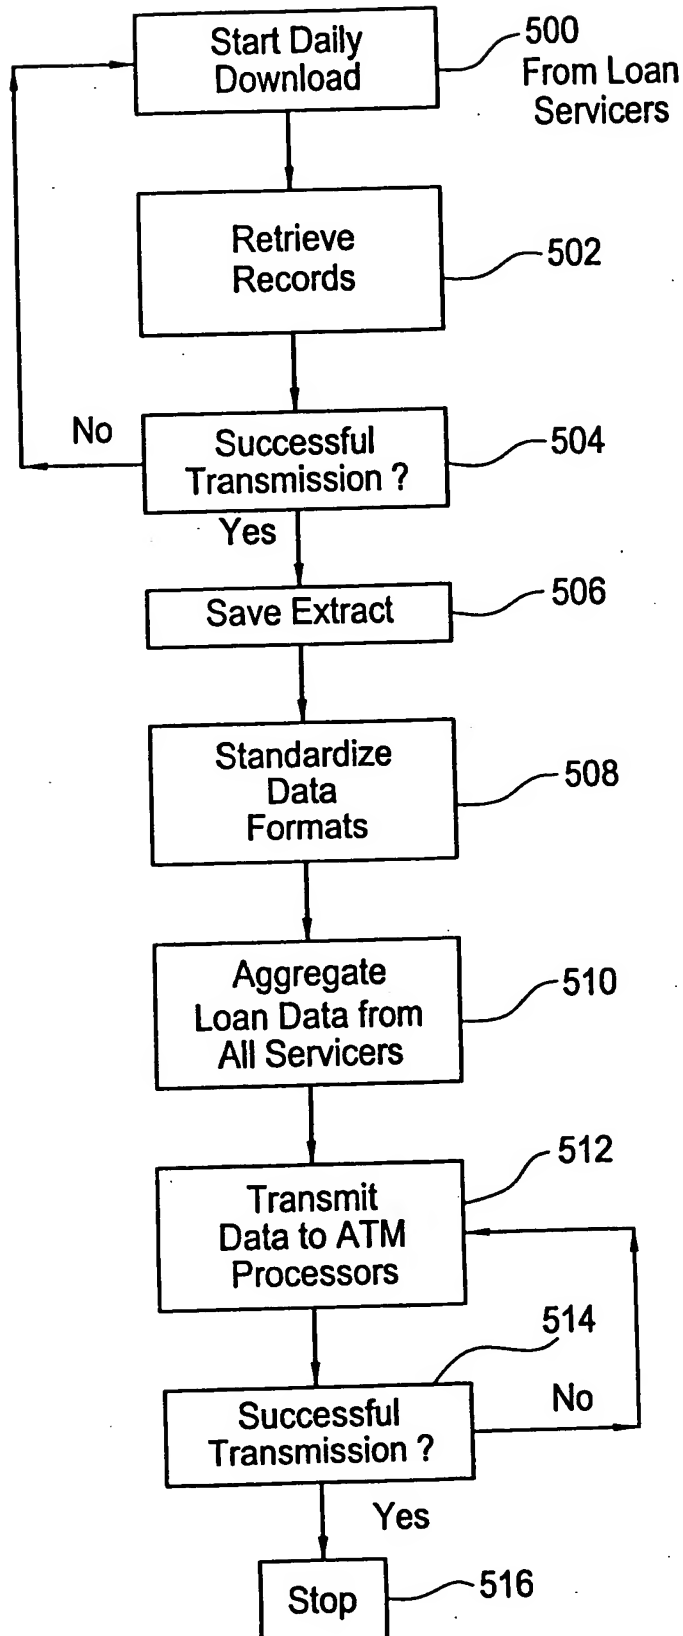 Start Daily
Download
500
From Loan
Servicers
Retrieve
Records
502
No
Successful
Transmission ?
504
Yes
Save Extract
506
Standardize
Data
Formats
508
Aggregate
Loan Data from
All Servicers
510
512
Transmit
Data to ATM
Processors
514
Successful
Transmission ?
No
Yes
Stop
516